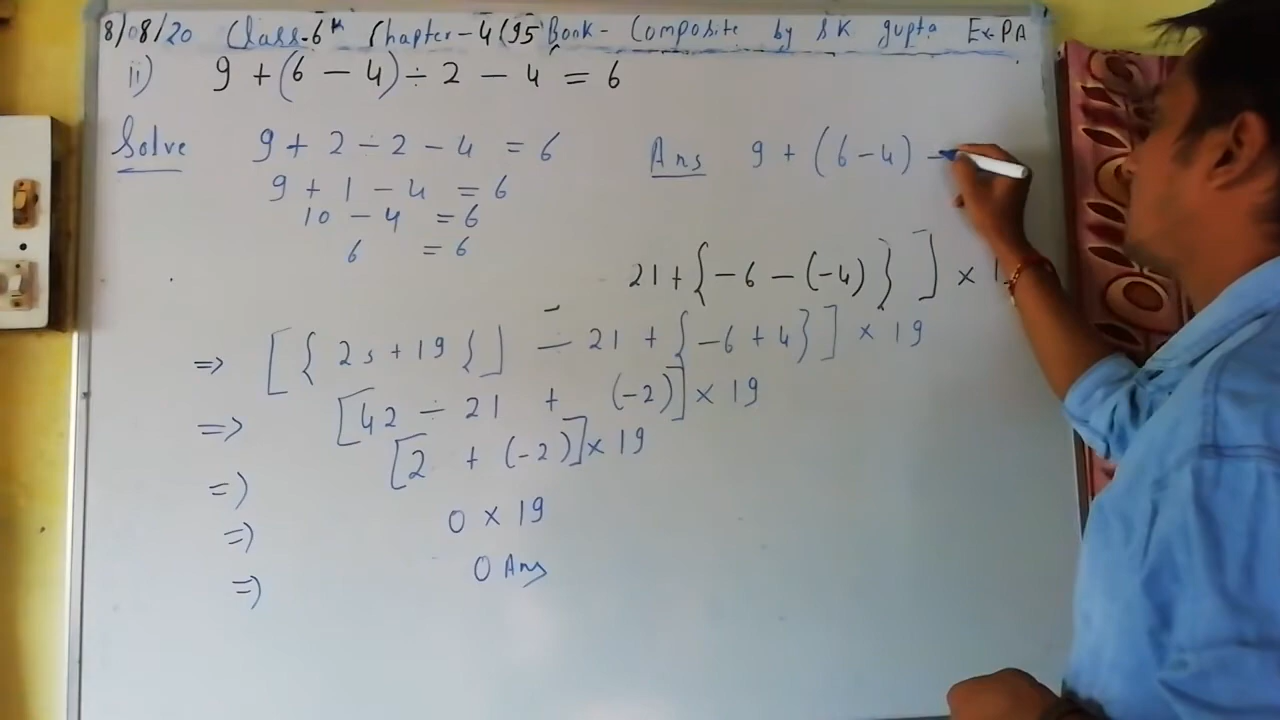 8/08/20 Class-6th Chapter-4 (95 Book- Composite by SK gupta Ex-PA
ii) 9 + (6 - 4) ÷ 2 - 4 = 6
Solve 9 + 2 ÷ 2 - 4 = 6
9 + 1 - 4 = 6
10 - 4 = 6
6 = 6
Ans 9 + (6 - 4) -
21 + { -6 - (-4) } ] × 1
=> [ { 23 + 19 } ] ÷ 21 + { -6 + 4 } ] × 19
=> [ 42 ÷ 21 + (-2) ] × 19
=> [ 2 + (-2) ] × 19
=> 0 × 19
=> 0 Ans